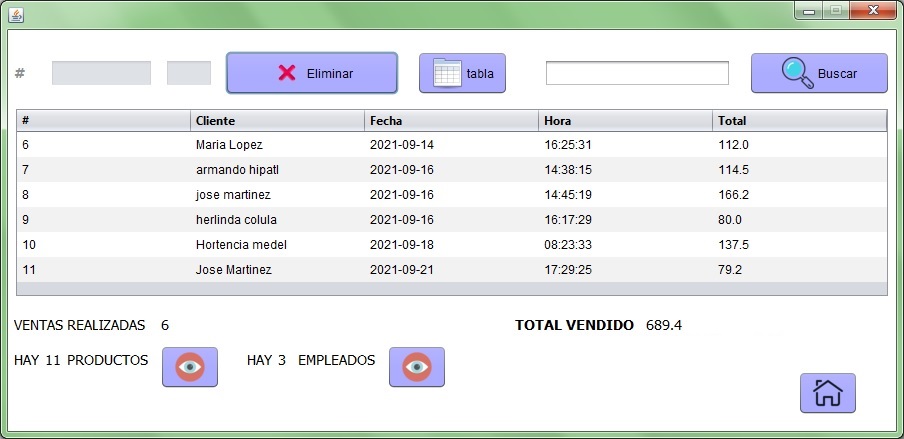 # Eliminar tabla Buscar
# Cliente Fecha Hora Total
6 Maria Lopez 2021-09-14 16:25:31 112.0
7 armando hipatl 2021-09-16 14:38:15 114.5
8 jose martinez 2021-09-16 14:45:19 166.2
9 herlinda colula 2021-09-16 16:17:29 80.0
10 Hortencia medel 2021-09-18 08:23:33 137.5
11 Jose Martinez 2021-09-21 17:29:25 79.2
VENTAS REALIZADAS 6 TOTAL VENDIDO 689.4
HAY 11 PRODUCTOS HAY 3 EMPLEADOS